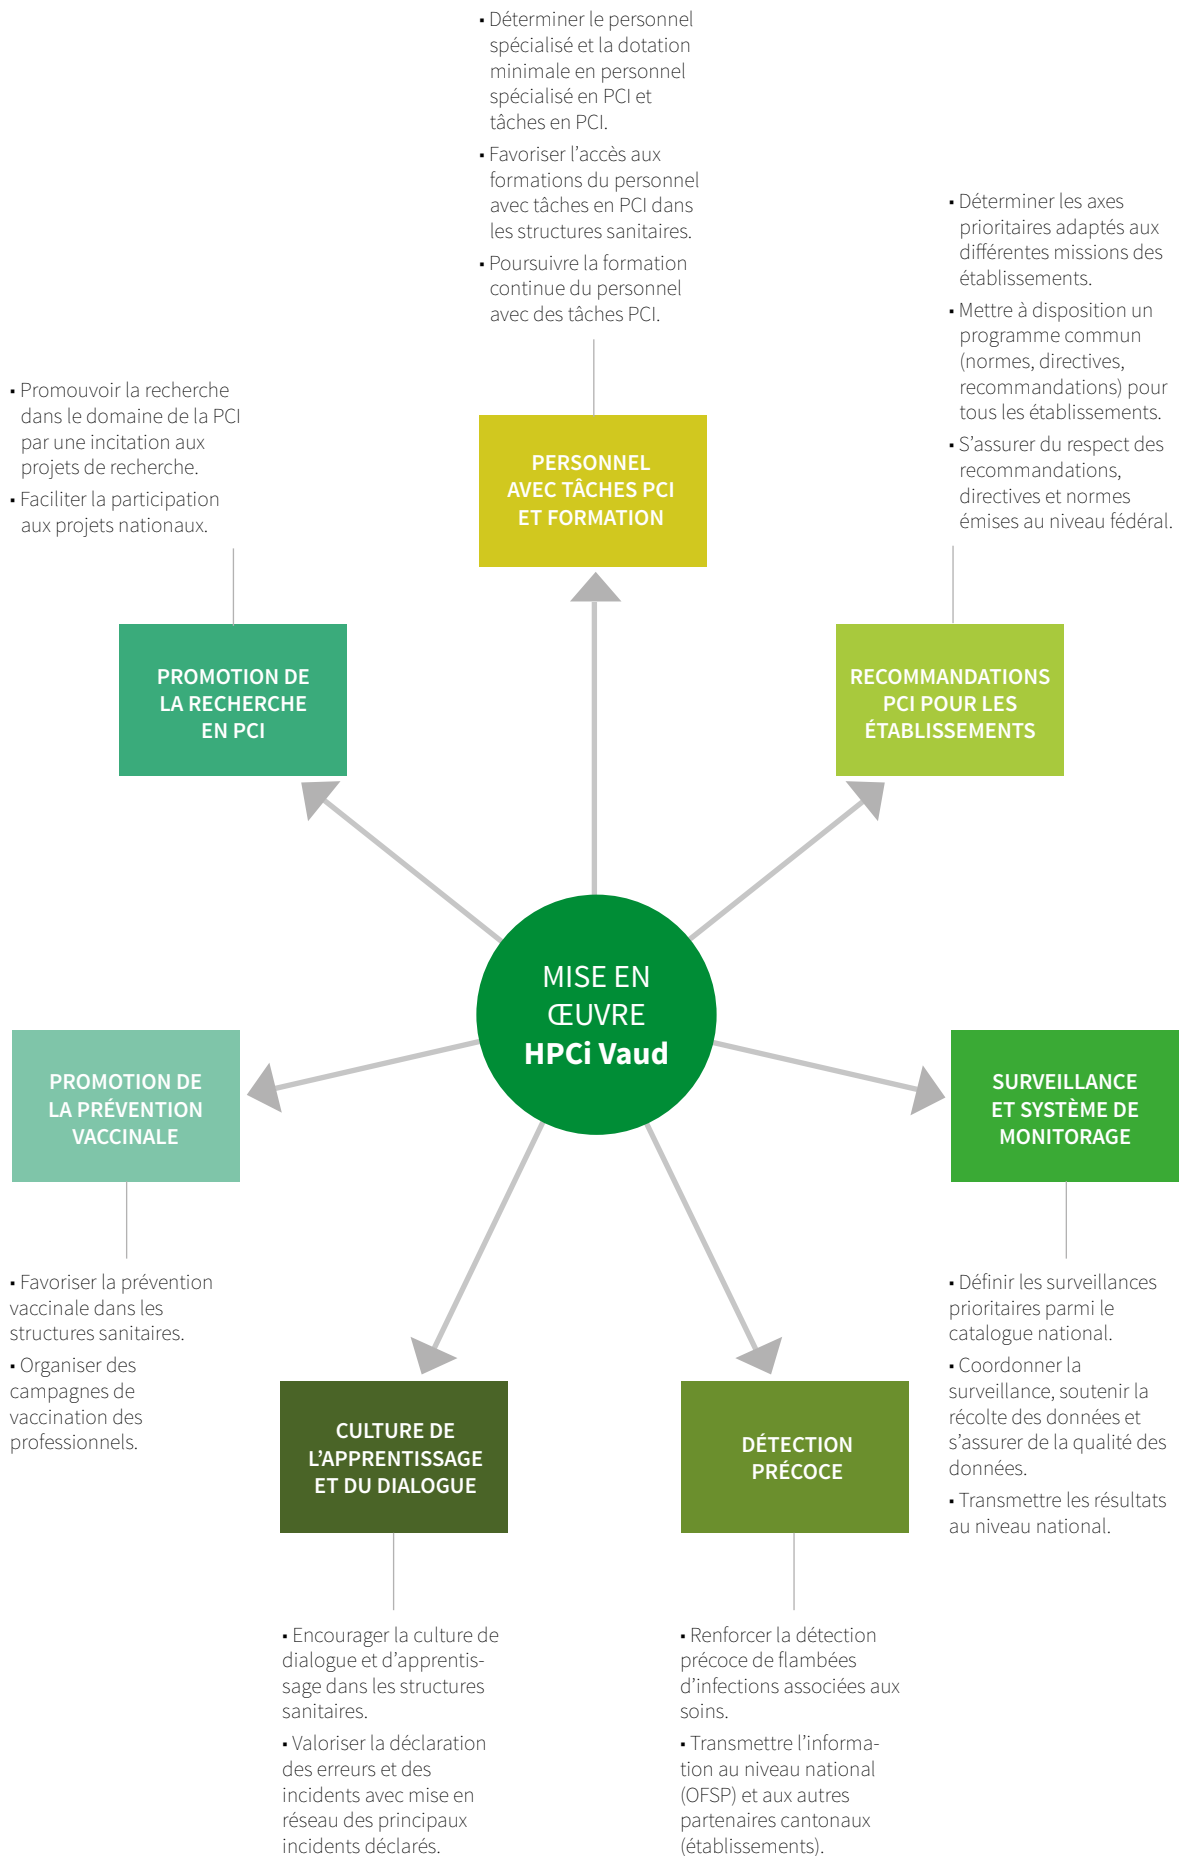 ▪ Déterminer le personnel
spécialisé et la dotation
minimale en personnel
spécialisé en PCI et
tâches en PCI.
▪ Favoriser l’accès aux
formations du personnel
avec tâches en PCI dans
les structures sanitaires.
▪ Poursuivre la formation
continue du personnel
avec des tâches PCI.
PERSONNEL
AVEC TÂCHES PCI
ET FORMATION
▪ Déterminer les axes
prioritaires adaptés aux
différentes missions des
établissements.
▪ Mettre à disposition un
programme commun
(normes, directives,
recommandations) pour
tous les établissements.
▪ S’assurer du respect des
recommandations,
directives et normes
émises au niveau fédéral.
RECOMMANDATIONS
PCI POUR LES
ÉTABLISSEMENTS
▪ Promouvoir la recherche
dans le domaine de la PCI
par une incitation aux
projets de recherche.
▪ Faciliter la participation
aux projets nationaux.
PROMOTION DE
LA RECHERCHE
EN PCI
MISE EN
ŒUVRE
HPCi Vaud
PROMOTION DE
LA PRÉVENTION
VACCINALE
▪ Favoriser la prévention
vaccinale dans les
structures sanitaires.
▪ Organiser des
campagnes de
vaccination des
professionnels.
SURVEILLANCE
ET SYSTÈME DE
MONITORAGE
▪ Définir les surveillances
prioritaires parmi le
catalogue national.
▪ Coordonner la
surveillance, soutenir la
récolte des données et
s’assurer de la qualité des
données.
▪ Transmettre les résultats
au niveau national.
CULTURE DE
L’APPRENTISSAGE
ET DU DIALOGUE
▪ Encourager la culture de
dialogue et d’apprentis-
sage dans les structures
sanitaires.
▪ Valoriser la déclaration
des erreurs et des
incidents avec mise en
réseau des principaux
incidents déclarés.
DÉTECTION
PRÉCOCE
▪ Renforcer la détection
précoce de flambées
d’infections associées aux
soins.
▪ Transmettre l’informa-
tion au niveau national
(OFSP) et aux autres
partenaires cantonaux
(établissements).